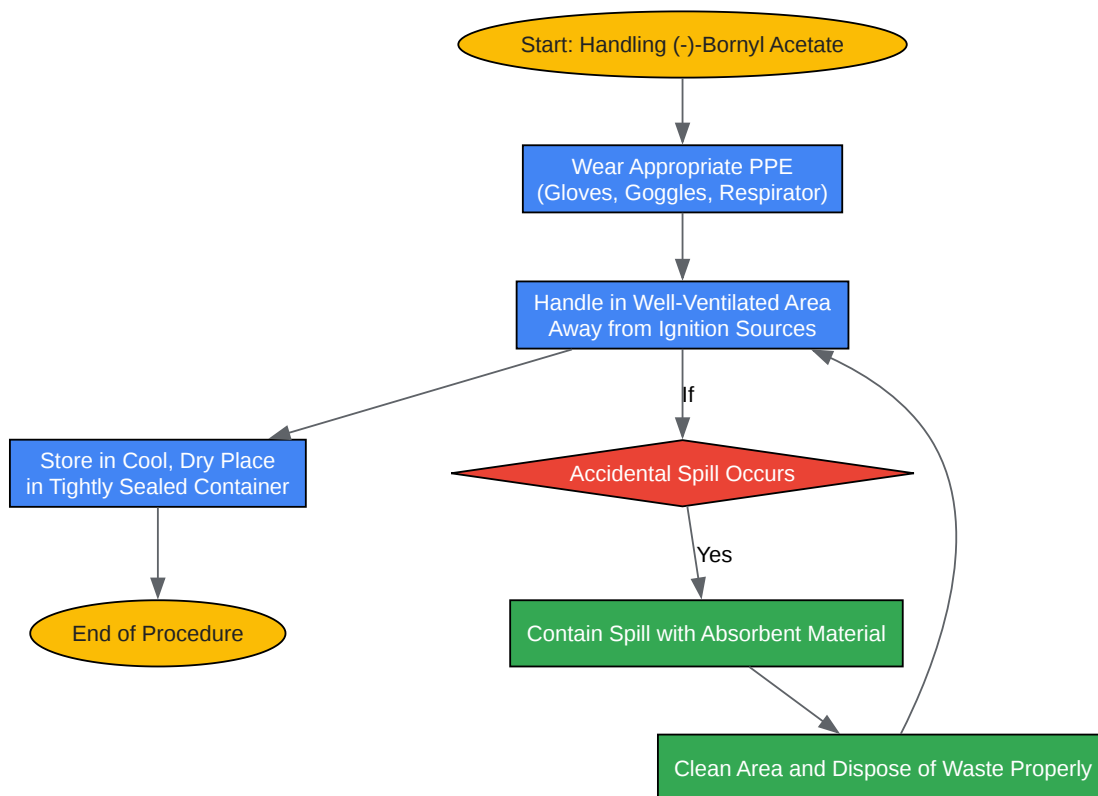 Start: Handling (-)-Bornyl Acetate
Wear Appropriate PPE
(Gloves, Goggles, Respirator)
Handle in Well-Ventilated Area
Away from Ignition Sources
If
Store in Cool, Dry Place
in Tightly Sealed Container
Accidental Spill Occurs
Yes
End of Procedure
Contain Spill with Absorbent Material
Clean Area and Dispose of Waste Properly